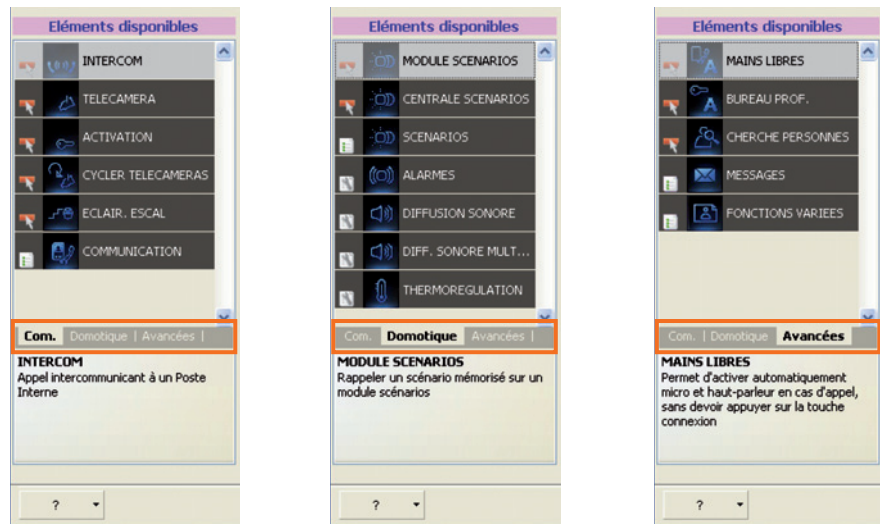 Eléments disponibles
INTERCOM
TELECAMERA
ACTIVATION
CYCLER TELECAMERAS
ECLAIR. ESCAL
COMMUNICATION
Com. Domotique | Avancées |
INTERCOM
Appel intercommunicant à un Poste
Interne
?
Eléments disponibles
MODULE SCENARIOS
CENTRALE SCENARIOS
SCENARIOS
ALARMES
DIFFUSION SONORE
DIFF. SONORE MULT...
THERMOREGULATION
Com. Domotique Avancées |
MODULE SCENARIOS
Rappeler un scénario mémorisé sur un
module scénarios
?
Eléments disponibles
MAINS LIBRES
BUREAU PROF.
CHERCHE PERSONNES
MESSAGES
FONCTIONS VARIEES
Com. | Domotique Avancées
MAINS LIBRES
Permet d'activer automatiquement
micro et haut-parleur en cas d'appel,
sans devoir appuyer sur la touche
connexion
?